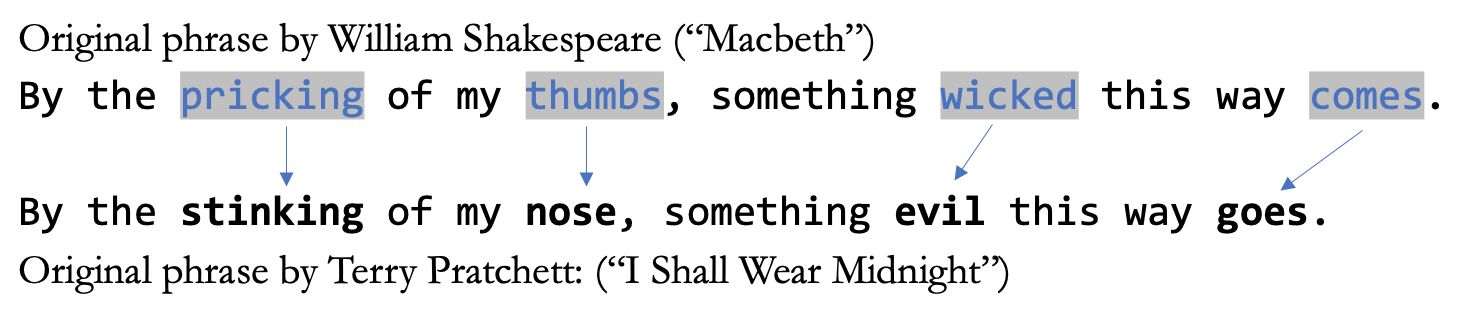 Original phrase by William Shakespeare (“Macbeth”)
By the pricking of my thumbs, something wicked this way comes.
By the stinking of my nose, something evil this way goes.
Original phrase by Terry Pratchett: (“I Shall Wear Midnight”)